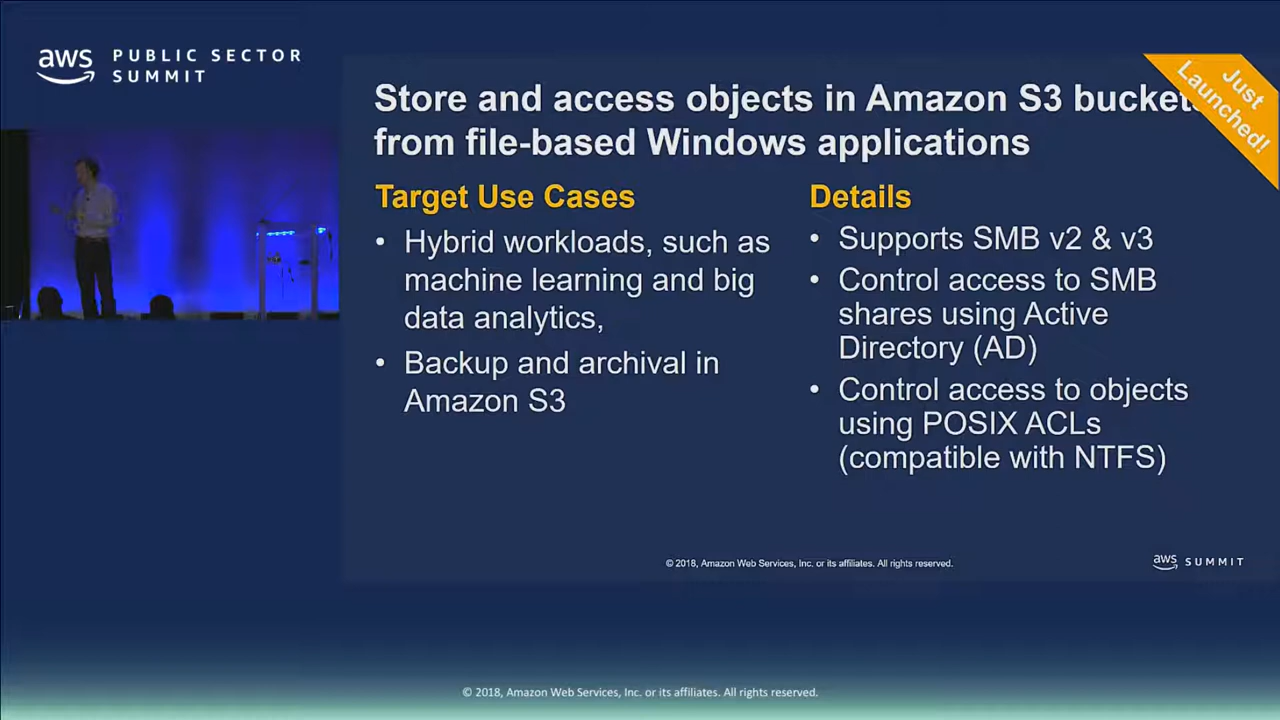 aws PUBLIC SECTOR
SUMMIT
Store and access objects in Amazon S3 bucket
from file-based Windows applications
Just
Launched!
Target Use Cases
• Hybrid workloads, such as
machine learning and big
data analytics,
• Backup and archival in
Amazon S3
Details
• Supports SMB v2 & v3
• Control access to SMB
shares using Active
Directory (AD)
• Control access to objects
using POSIX ACLs
(compatible with NTFS)
© 2018, Amazon Web Services, Inc. or its affiliates. All rights reserved.
aws SUMMIT
© 2018, Amazon Web Services, Inc. or its affiliates. All rights reserved.